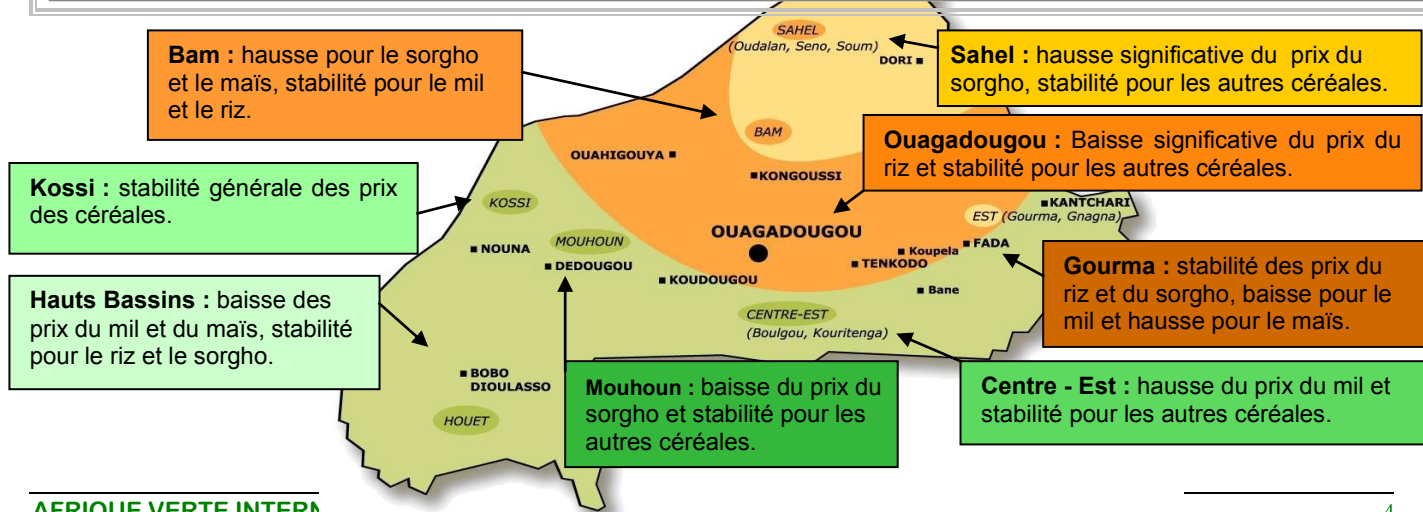 Bam : hausse pour le sorgho
et le maïs, stabilité pour le mil
et le riz.
SAHEL
(Oudalan, Seno, Soum)
DORI
Sahel : hausse significative du prix du
sorgho, stabilité pour les autres céréales.
BAM
Ouagadougou : Baisse significative du prix du
riz et stabilité pour les autres céréales.
OUAHIGOUYA
KONGOUSSI
Kossi : stabilité générale des prix
des céréales.
KOSSI
KANTCHARI
EST (Gourma, Gnagna)
OUAGADOUGOU
NOUNA
MOUHOUN
DEDOUGOU
KOUDOUGOU
Koupela
FADA
TENKODO
Bane
Gourma : stabilité des prix du
riz et du sorgho, baisse pour le
mil et hausse pour le maïs.
Hauts Bassins : baisse des
prix du mil et du maïs, stabilité
pour le riz et le sorgho.
CENTRE-EST
(Boulgou, Kouritenga)
BOBO
DIOULASSO
HOUET
Mouhoun : baisse du prix du
sorgho et stabilité pour les
autres céréales.
Centre - Est : hausse du prix du mil et
stabilité pour les autres céréales.
AFRIQUE VERTE
4